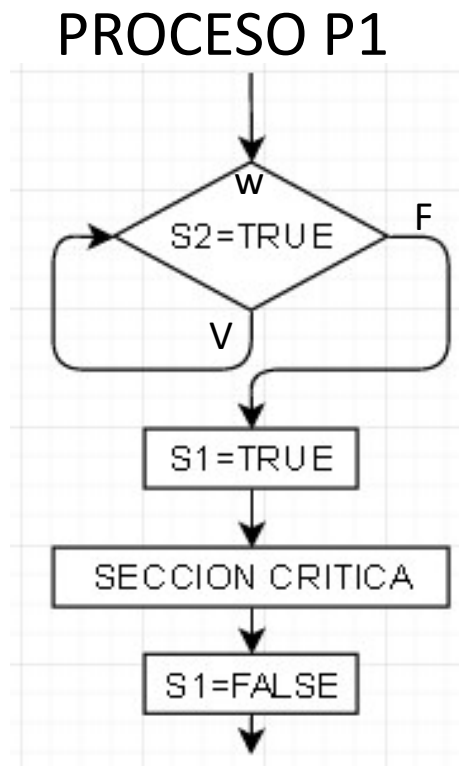 PROCESO P1
W
S2=TRUE
F
V
S1=TRUE
SECCION CRITICA
S1=FALSE